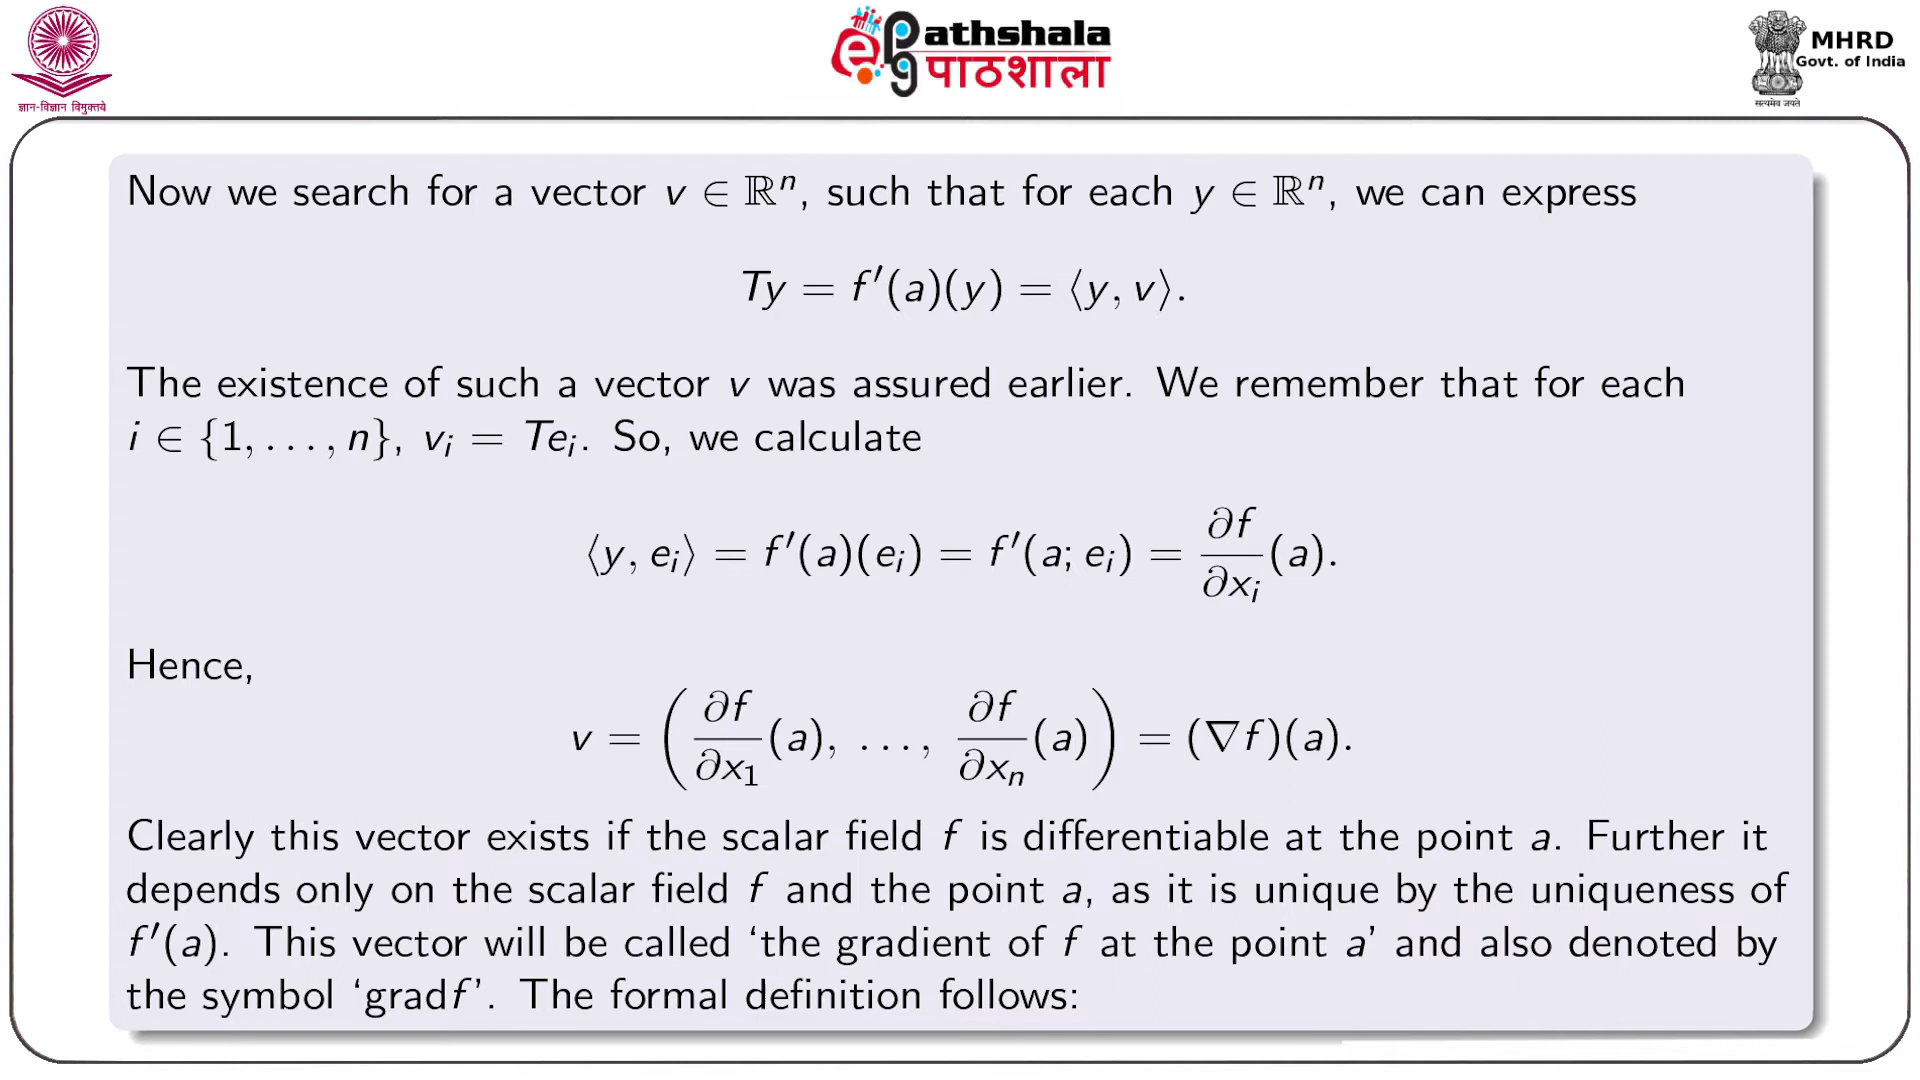 ज्ञान-विज्ञान विमुक्तये
ePathshala
पाठशाला
MHRD
Govt. of India
सत्यमेव जयते
Now we search for a vector v ∈ ℝⁿ, such that for each y ∈ ℝⁿ, we can express
Ty = f′(a)(y) = ⟨y, v⟩.
The existence of such a vector v was assured earlier. We remember that for each
i ∈ {1, . . . , n}, vᵢ = Teᵢ. So, we calculate
⟨y, eᵢ⟩ = f′(a)(eᵢ) = f′(a; eᵢ) = ∂f/∂xᵢ (a).
Hence,
v = (∂f/∂x₁ (a), . . . , ∂f/∂xₙ (a)) = (∇f)(a).
Clearly this vector exists if the scalar field f is differentiable at the point a. Further it
depends only on the scalar field f and the point a, as it is unique by the uniqueness of
f′(a). This vector will be called ‘the gradient of f at the point a’ and also denoted by
the symbol ‘gradf’. The formal definition follows: